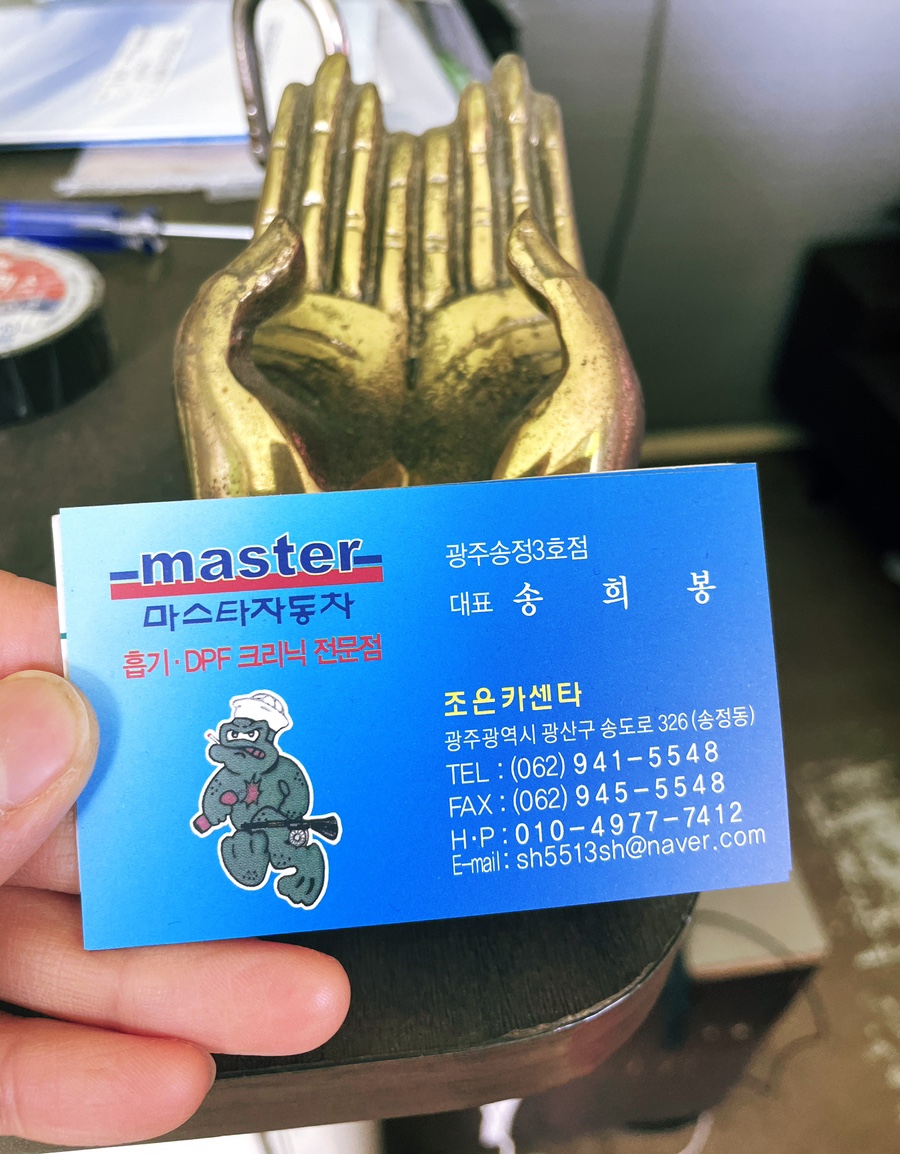 master
마스타자동차
흡기·DPF 크리닉 전문점
광주송정3호점
대표 송 희 봉
조은카센타
광주광역시 광산구 송도로 326 (송정동)
TEL : (062) 941-5548
FAX : (062) 945-5548
H·P : 010-4977-7412
E-mail : sh5513sh@naver.com